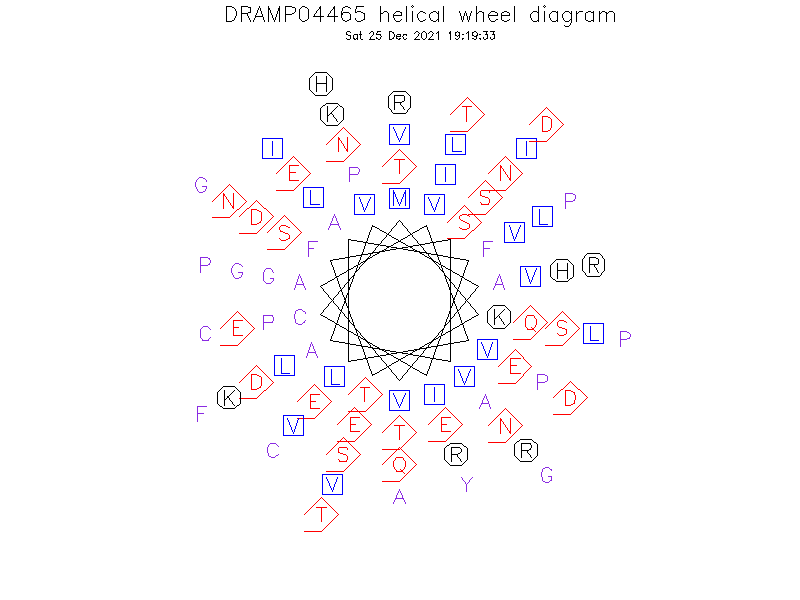 DRAMP04465 helical wheel diagram
Sat 25 Dec 2021 19:19:33
H
K R T D
N V L
I I
E P T I N
G L V M V S
N P
D A S L
S V
F F
P G G A A V H R
C E P C K Q S L P
A V
L L V E
D P
K E T V I A D
F
V E T E N
C S R R
Q
V A Y G
T